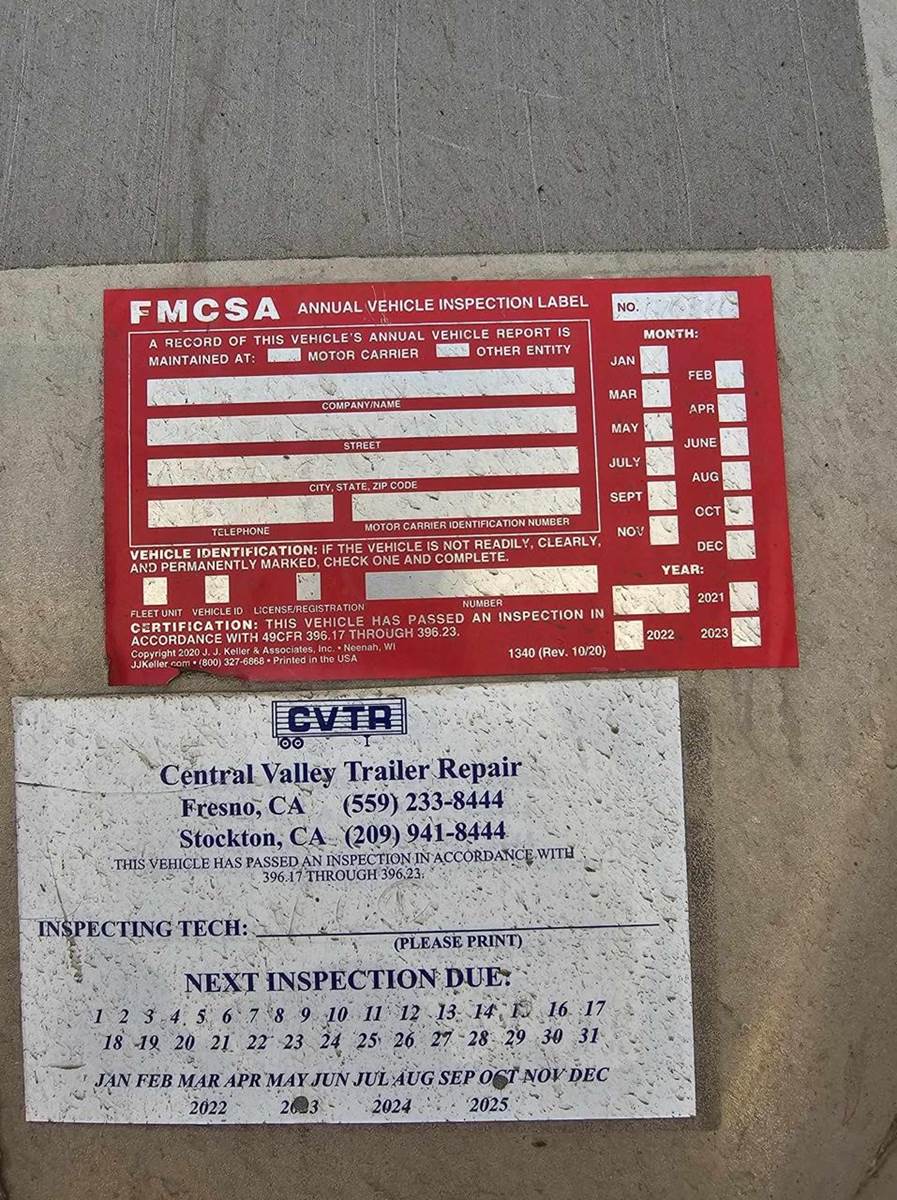 FMCSA ANNUAL VEHICLE INSPECTION LABEL
NO.
A RECORD OF THIS VEHICLE'S ANNUAL VEHICLE REPORT IS
MAINTAINED AT: MOTOR CARRIER OTHER ENTITY
COMPANY/NAME
STREET
CITY, STATE, ZIP CODE
TELEPHONE MOTOR CARRIER IDENTIFICATION NUMBER
VEHICLE IDENTIFICATION: IF THE VEHICLE IS NOT READILY, CLEARLY,
AND PERMANENTLY MARKED, CHECK ONE AND COMPLETE.
FLEET UNIT VEHICLE ID LICENSE/REGISTRATION NUMBER
CERTIFICATION: THIS VEHICLE HAS PASSED AN INSPECTION IN
ACCORDANCE WITH 49CFR 396.17 THROUGH 396.23.
Copyright 2020 J. J. Keller & Associates, Inc. • Neenah, WI
JJKeller.com • (800) 327-6868 • Printed in the USA
1340 (Rev. 10/20)
MONTH:
JAN FEB
MAR APR
MAY JUNE
JULY AUG
SEPT OCT
NOV DEC
YEAR:
2021
2022 2023
CVTR
Central Valley Trailer Repair
Fresno, CA (559) 233-8444
Stockton, CA (209) 941-8444
THIS VEHICLE HAS PASSED AN INSPECTION IN ACCORDANCE WITH
396.17 THROUGH 396.23.
INSPECTING TECH:
(PLEASE PRINT)
NEXT INSPECTION DUE:
1 2 3 4 5 6 7 8 9 10 11 12 13 14 16 17
18 19 20 21 22 23 24 25 26 27 28 29 30 31
JAN FEB MAR APR MAY JUN JUL AUG SEP OCT NOV DEC
2022 2023 2024 2025